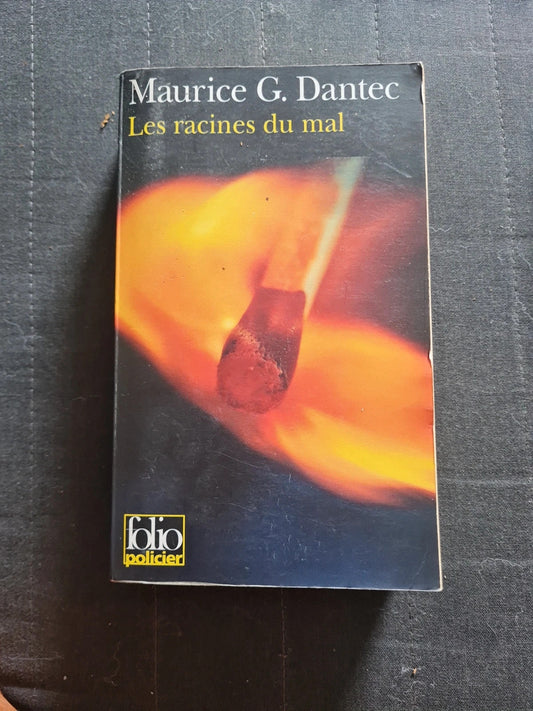 Maurice G. Dantec
Les racines du mal
folio
policier